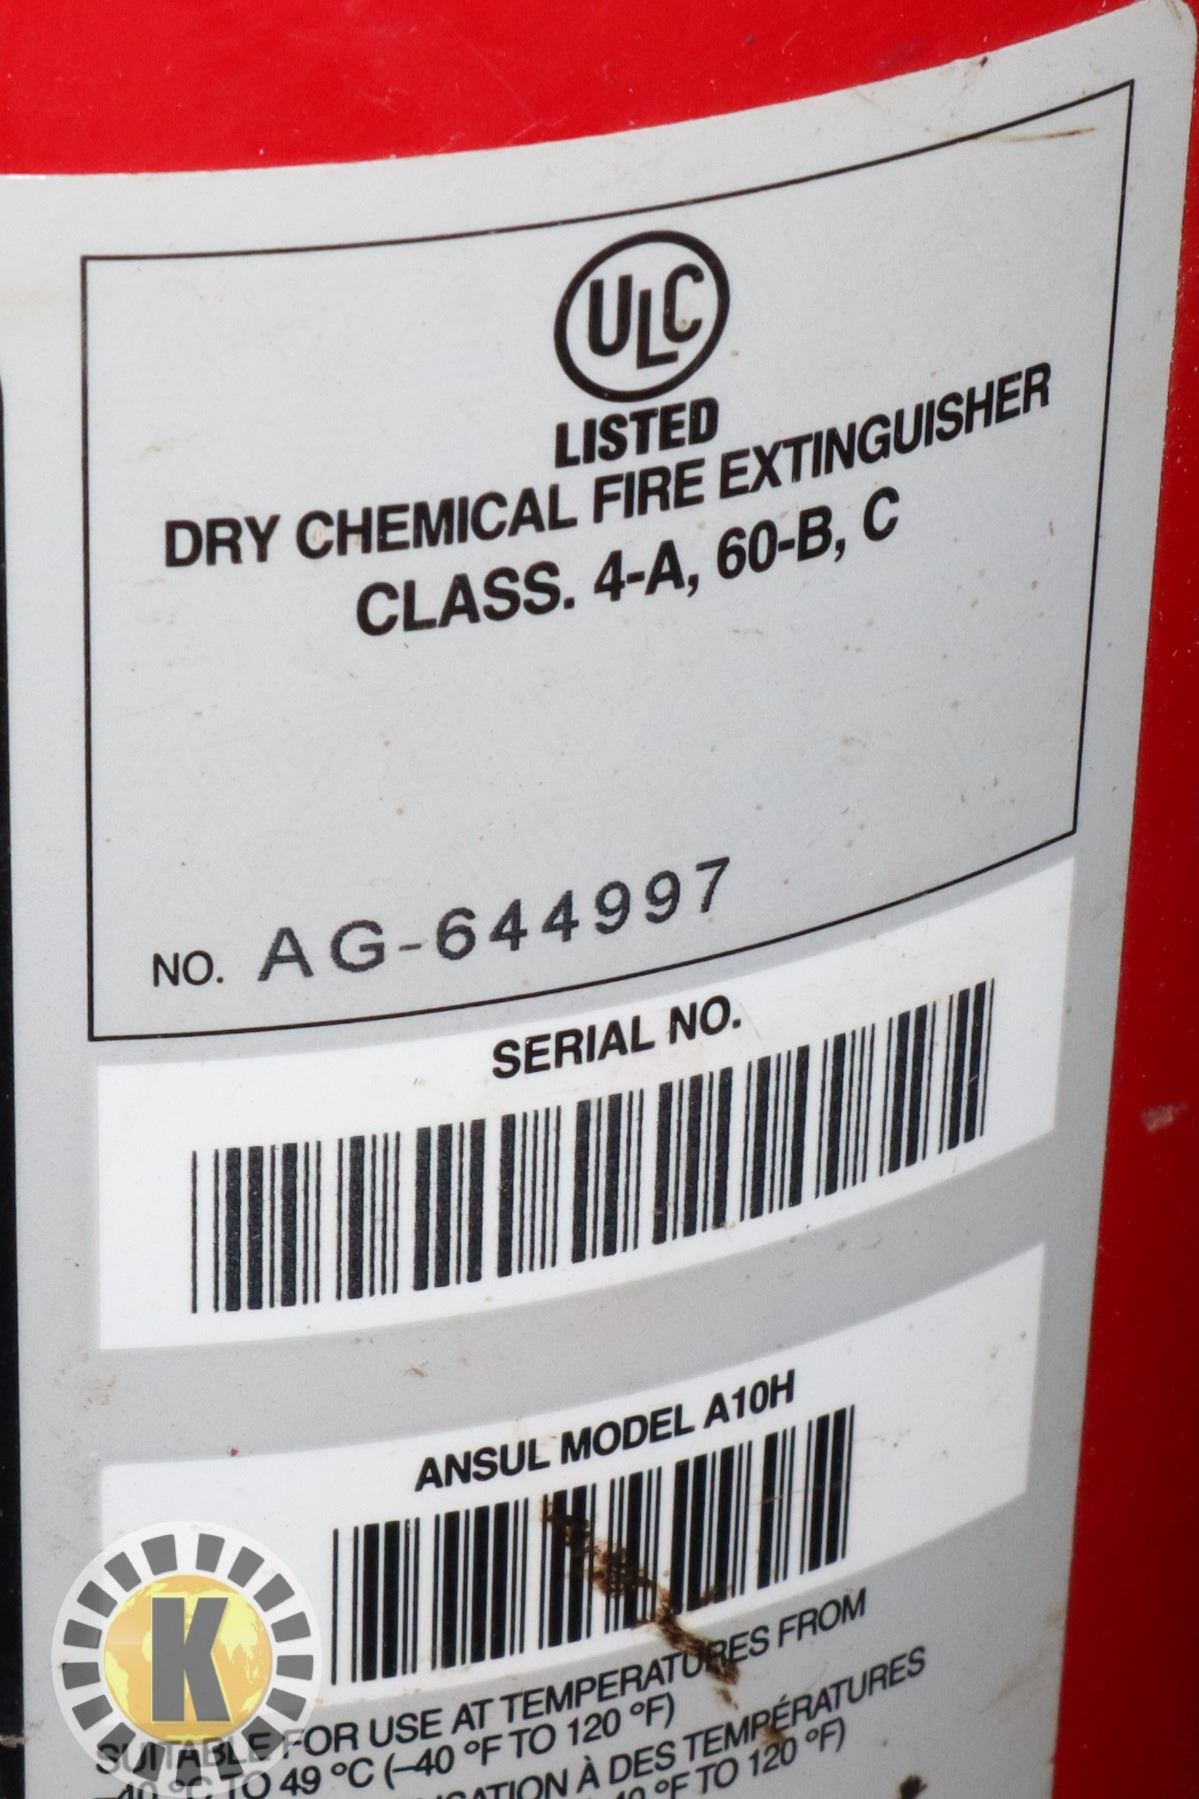 ULC
LISTED
DRY CHEMICAL FIRE EXTINGUISHER
CLASS. 4-A, 60-B, C
NO. AG-644997
SERIAL NO.
ANSUL MODEL A10H
SUITABLE FOR USE AT TEMPERATURES FROM
–40 °C TO 49 °C (–40 °F TO 120 °F)
À DES TEMPÉRATURES
°F TO 120 °F)
K